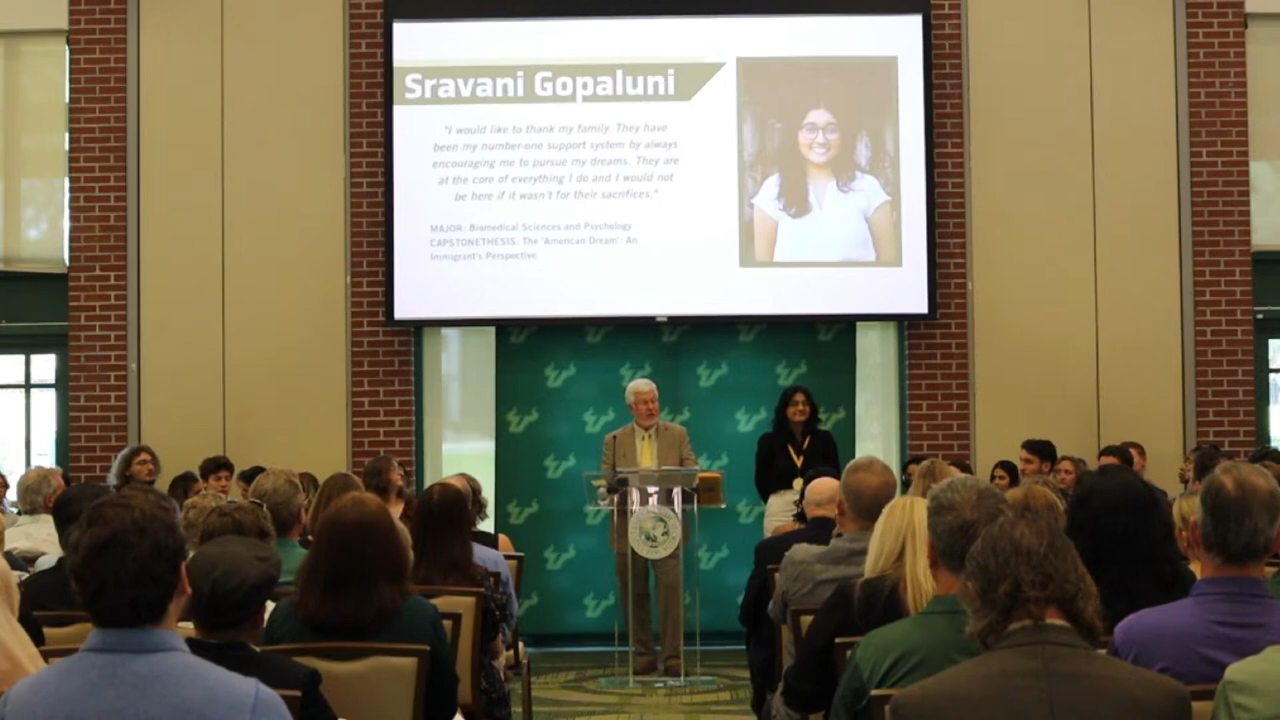 Sravani Gopaluni
"I would like to thank my family. They have
been my number-one support system by always
encouraging me to pursue my dreams. They are
at the core of everything I do and I would not
be here if it wasn't for their sacrifices."
MAJOR: Biomedical Sciences and Psychology
CAPSTONETHESIS: The 'American Dream': An
Immigrant's Perspective